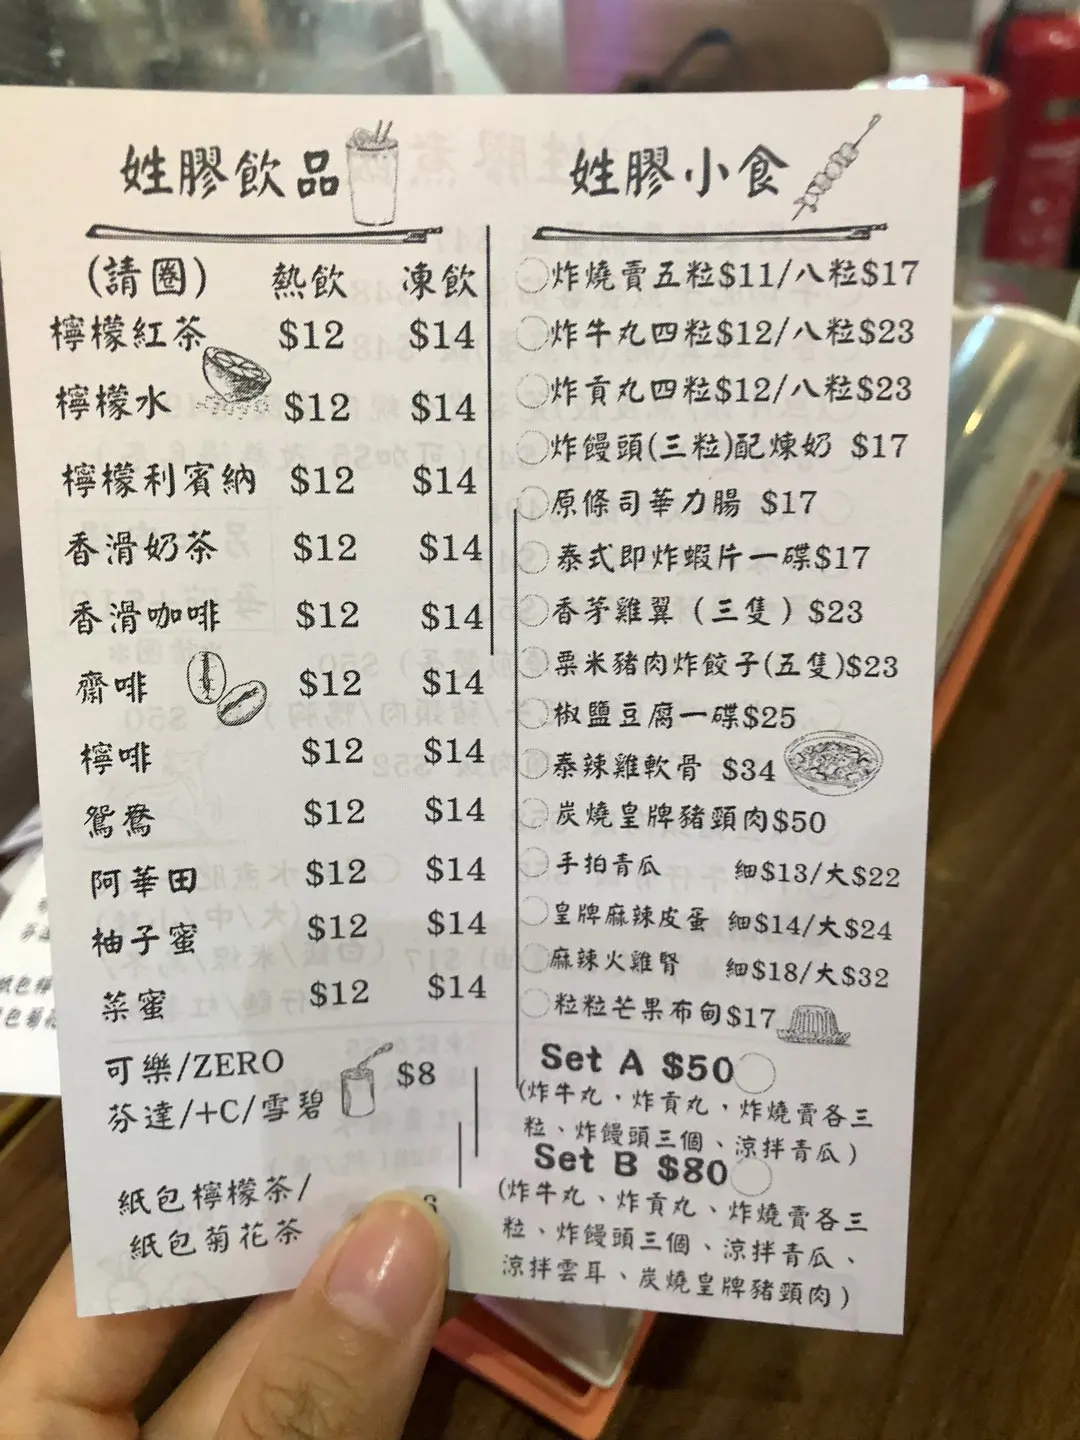 姓膠飲品
(請圈) 熱飲 凍飲
檸檬紅茶 $12 $14
檸檬水 $12 $14
檸檬利賓納 $12 $14
香滑奶茶 $12 $14
香滑咖啡 $12 $14
齋啡 $12 $14
檸啡 $12 $14
鴛鴦 $12 $14
阿華田 $12 $14
柚子蜜 $12 $14
菜蜜 $12 $14
可樂/ZERO $8
芬達/+C/雪碧
紙包檸檬茶/
紙包菊花茶
姓膠小食
炸燒賣五粒$11/八粒$17
炸牛丸四粒$12/八粒$23
炸貢丸四粒$12/八粒$23
炸饅頭(三粒)配煉奶 $17
原條司華力腸 $17
泰式即炸蝦片一碟$17
香茅雞翼（三隻）$23
粟米豬肉炸餃子(五隻)$23
椒鹽豆腐一碟$25
泰辣雞軟骨 $34
炭燒皇牌豬頸肉$50
手拍青瓜 細$13/大$22
皇牌麻辣皮蛋 細$14/大$24
麻辣火雞腎 細$18/大$32
粒粒芒果布甸$17
Set A $50
(炸牛丸，炸貢丸，炸燒賣各三
粒、炸饅頭三個、涼拌青瓜)
Set B $80
(炸牛丸、炸貢丸、炸燒賣各三
粒、炸饅頭三個、涼拌青瓜、
涼拌雲耳、炭燒皇牌豬頸肉)